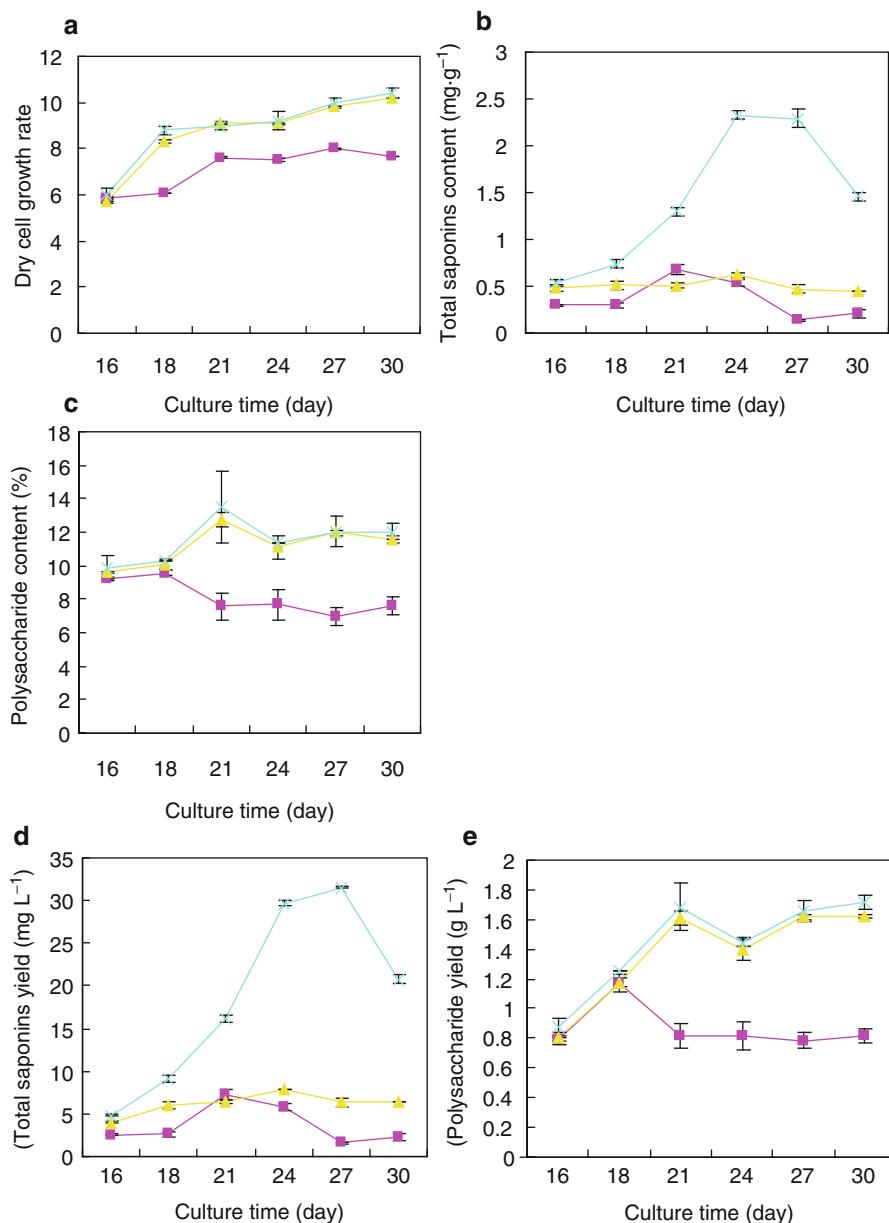 a
Dry cell growth rate
12
10
8
6
4
2
0
16 18 21 24 27 30
Culture time (day)
b
Total saponins content (mg·g⁻¹)
3
2.5
2
1.5
1
0.5
0
16 18 21 24 27 30
Culture time (day)
c
Polysaccharide content (%)
18
16
14
12
10
8
6
4
2
0
16 18 21 24 27 30
Culture time (day)
d
(Total saponins yield (mg L⁻¹)
35
30
25
20
15
10
5
0
16 18 21 24 27 30
Culture time (day)
e
(Polysaccharide yield (g L⁻¹)
2
1.8
1.6
1.4
1.2
1
0.8
0.6
0.4
0.2
0
16 18 21 24 27 30
Culture time (day)